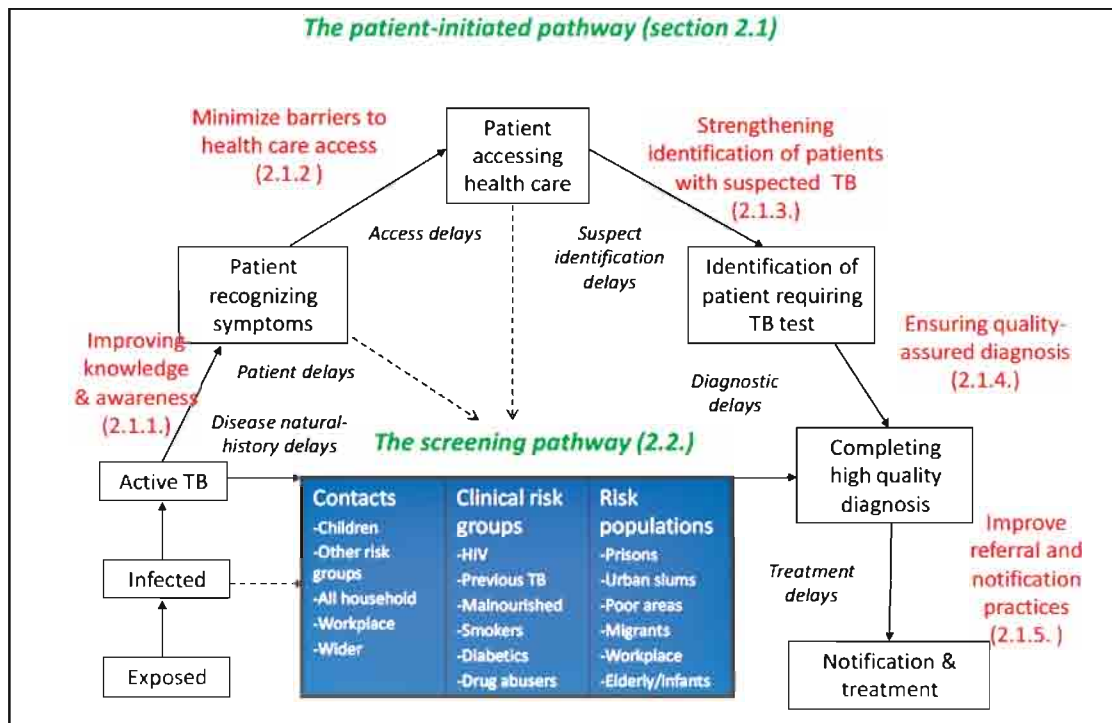 The patient-initiated pathway (section 2.1)
Minimize barriers to
health care access
(2.1.2 )
Patient
accessing
health care
Strengthening
identification of patients
with suspected TB
(2.1.3.)
Access delays
Suspect
identification
delays
Patient
recognizing
symptoms
Identification of
patient requiring
TB test
Improving
knowledge
& awareness
(2.1.1.)
Patient delays
Ensuring quality-
assured diagnosis
(2.1.4.)
Diagnostic
delays
Disease natural-
history delays
The screening pathway (2.2.)
Active TB
Completing
high quality
diagnosis
Contacts
-Children
-Other risk
groups
-All household
-Workplace
-Wider
Clinical risk
groups
-HIV
-Previous TB
-Malnourished
-Smokers
-Diabetics
-Drug abusers
Risk
populations
-Prisons
-Urban slums
-Poor areas
-Migrants
-Workplace
-Elderly/Infants
Infected
Exposed
Treatment
delays
Improve
referral and
notification
practices
(2.1.5. )
Notification &
treatment